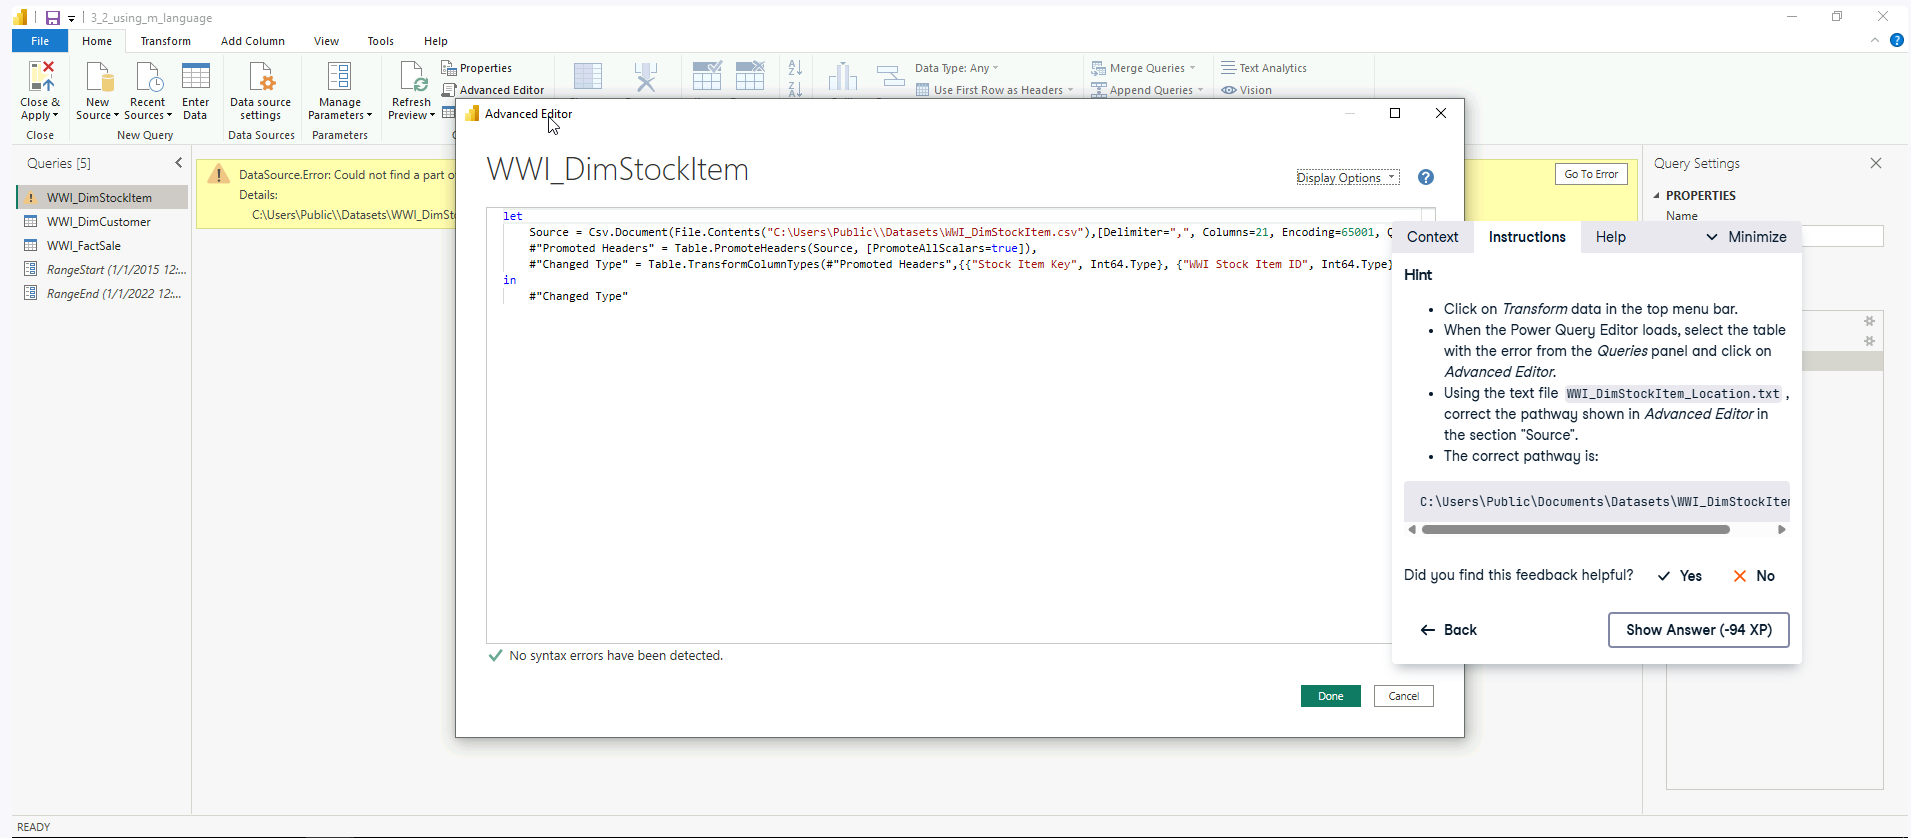 3_2_using_m_language
File Home Transform Add Column View Tools Help
Close & Apply
New Source
Recent Sources
Enter Data
Data source settings
Manage Parameters
Refresh Preview
Properties
Advanced Editor
Data Type: Any
Use First Row as Headers
Merge Queries
Append Queries
Text Analytics
Vision
Close
New Query
Data Sources
Parameters
Queries [5]
WWI_DimStockItem
WWI_DimCustomer
WWI_FactSale
RangeStart (1/1/2015 12:...
RangeEnd (1/1/2022 12:...
DataSource.Error: Could not find a part o
Details:
C:\Users\Public\\Datasets\WWI_DimSt
Go To Error
Advanced Editor
WWI_DimStockItem
Display Options
let
Source = Csv.Document(File.Contents("C:\Users\Public\\Datasets\WWI_DimStockItem.csv"),[Delimiter=",", Columns=21, Encoding=65001,
#"Promoted Headers" = Table.PromoteHeaders(Source, [PromoteAllScalars=true]),
#"Changed Type" = Table.TransformColumnTypes(#"Promoted Headers",{{"Stock Item Key", Int64.Type}, {"WWI Stock Item ID", Int64.Type}
in
#"Changed Type"
No syntax errors have been detected.
Done
Cancel
Query Settings
PROPERTIES
Name
Context Instructions Help Minimize
Hint
• Click on Transform data in the top menu bar.
• When the Power Query Editor loads, select the table
with the error from the Queries panel and click on
Advanced Editor.
• Using the text file WWI_DimStockItem_Location.txt ,
correct the pathway shown in Advanced Editor in
the section "Source".
• The correct pathway is:
C:\Users\Public\Documents\Datasets\WWI_DimStockItem
Did you find this feedback helpful? Yes No
Back
Show Answer (-94 XP)
READY